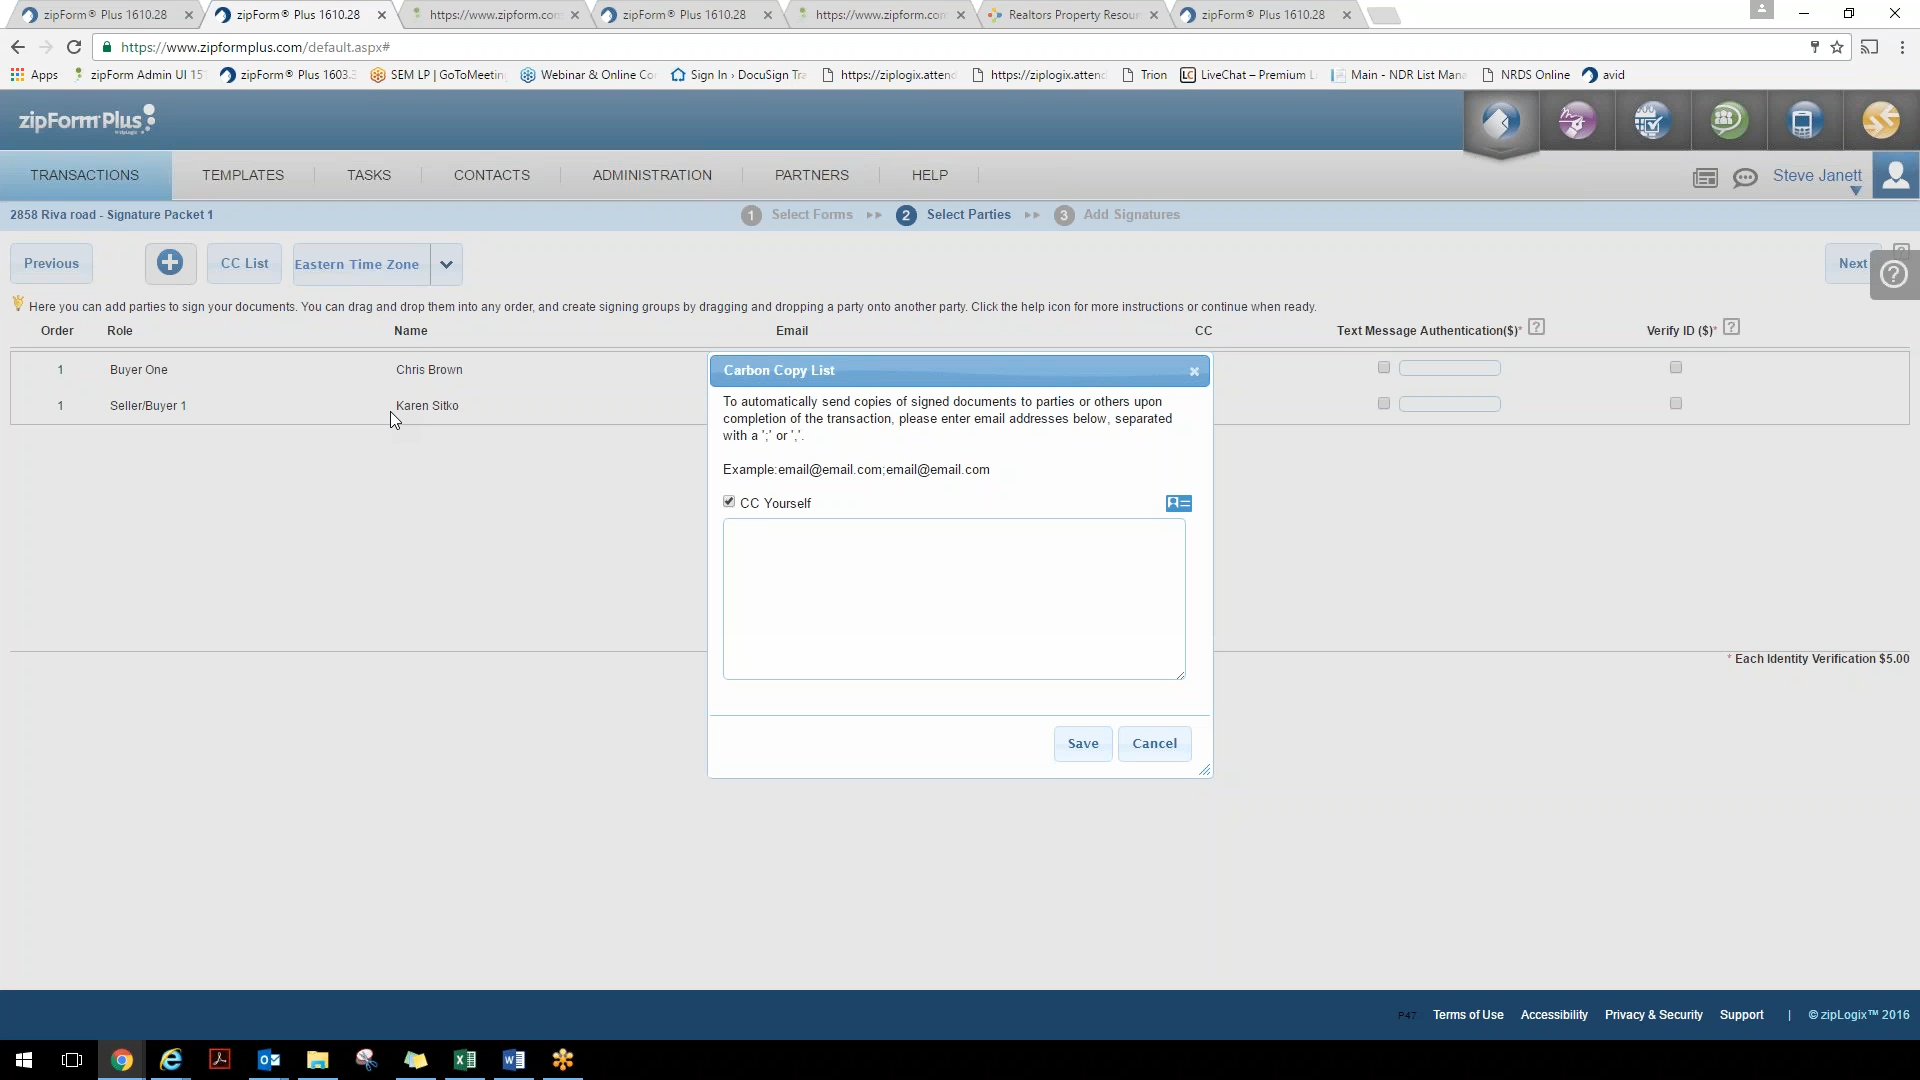 zipForm® Plus 1610.28
zipForm® Plus 1610.28
https://www.zipform.con
zipForm® Plus 1610.28
https://www.zipform.con
Realtors Property Resour
zipForm® Plus 1610.28
https://www.zipformplus.com/default.aspx#
Apps
zipForm Admin UI 151
zipForm® Plus 1603.3
SEM LP | GoToMeeting
Webinar & Online Co
Sign In › DocuSign Tra
https://ziplogix.attend
https://ziplogix.attend
Trion
LiveChat – Premium L
Main - NDR List Mana
NRDS Online
avid
zipForm Plus
TRANSACTIONS
TEMPLATES
TASKS
CONTACTS
ADMINISTRATION
PARTNERS
HELP
Steve Janett
2858 Riva road - Signature Packet 1
1 Select Forms
2 Select Parties
3 Add Signatures
Previous
CC List
Eastern Time Zone
Next
Here you can add parties to sign your documents. You can drag and drop them into any order, and create signing groups by dragging and dropping a party onto another party. Click the help icon for more instructions or continue when ready.
Order Role Name Email CC Text Message Authentication($)* ? Verify ID ($)* ?
1 Buyer One Chris Brown
1 Seller/Buyer 1 Karen Sitko
Carbon Copy List
To automatically send copies of signed documents to parties or others upon
completion of the transaction, please enter email addresses below, separated
with a ';' or ','.
Example:email@email.com;email@email.com
CC Yourself
Save
Cancel
* Each Identity Verification $5.00
P47
Terms of Use
Accessibility
Privacy & Security
Support
|
© zipLogix™ 2016